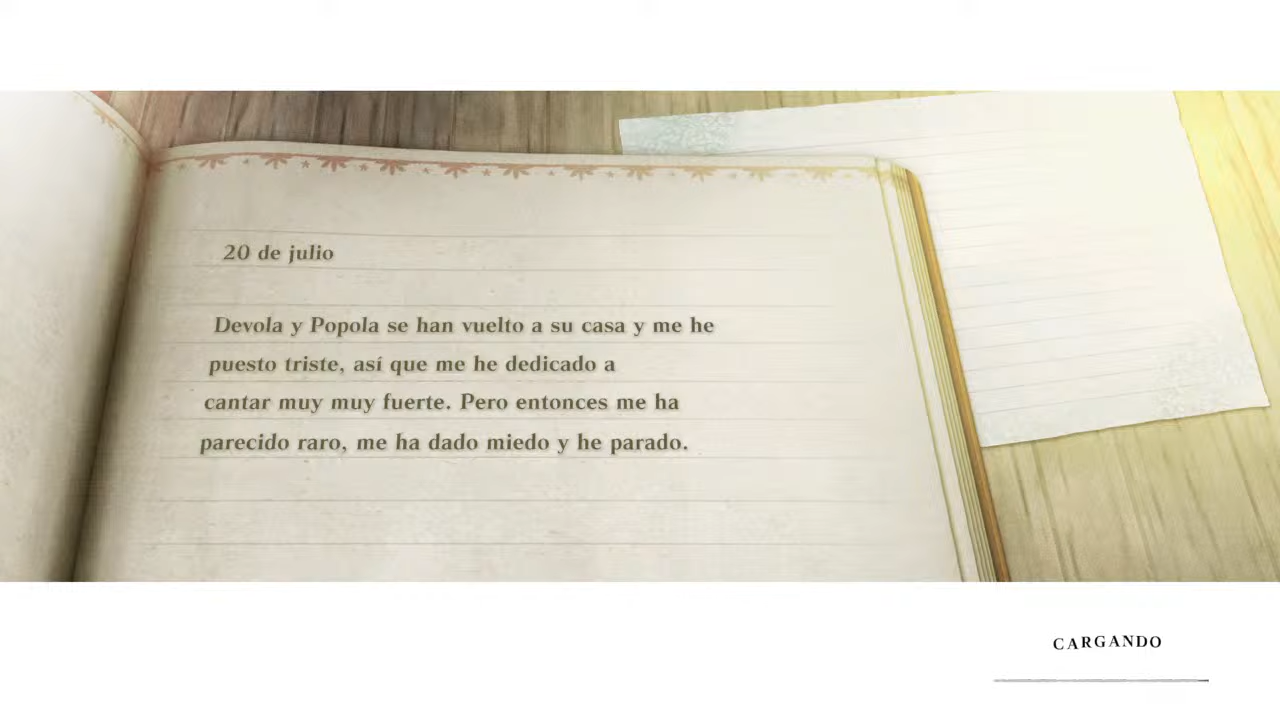 20 de julio
Devola y Popola se han vuelto a su casa y me he
puesto triste, así que me he dedicado a
cantar muy muy fuerte. Pero entonces me ha
parecido raro, me ha dado miedo y he parado.
CARGANDO